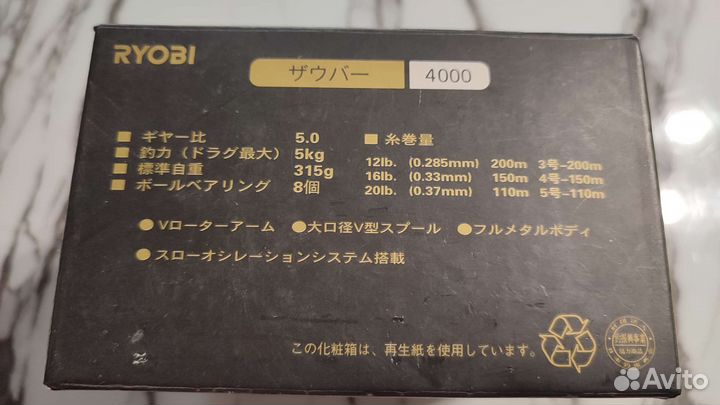 RYOBI
ザウバー 4000
■ ギヤー比 5.0
■ 釣力（ドラグ最大） 5kg
■ 標準自重 315g
■ ボールベアリング 8個
■ 糸巻量
12lb. (0.285mm) 200m 3号-200m
16lb. (0.33mm) 150m 4号-150m
20lb. (0.37mm) 110m 5号-110m
●Vローターアーム ●大口径V型スプール ●フルメタルボディ
●スローオシレーションシステム搭載
この化粧箱は、再生紙を使用しています。
Avito